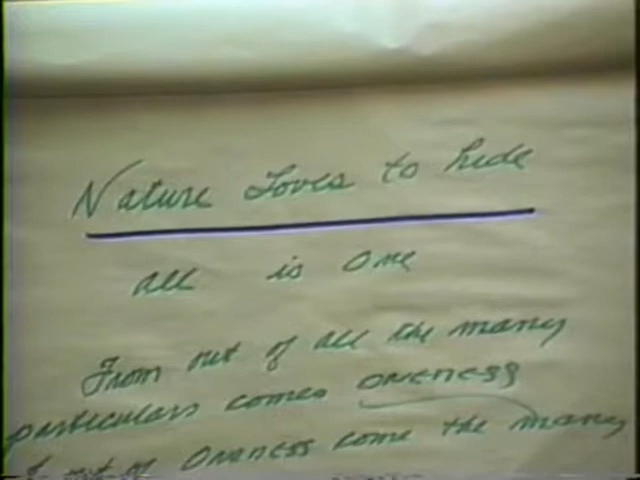 Nature Loves to hide
all is One
From out of all the many
particulars comes oneness
& out of Oneness come the many